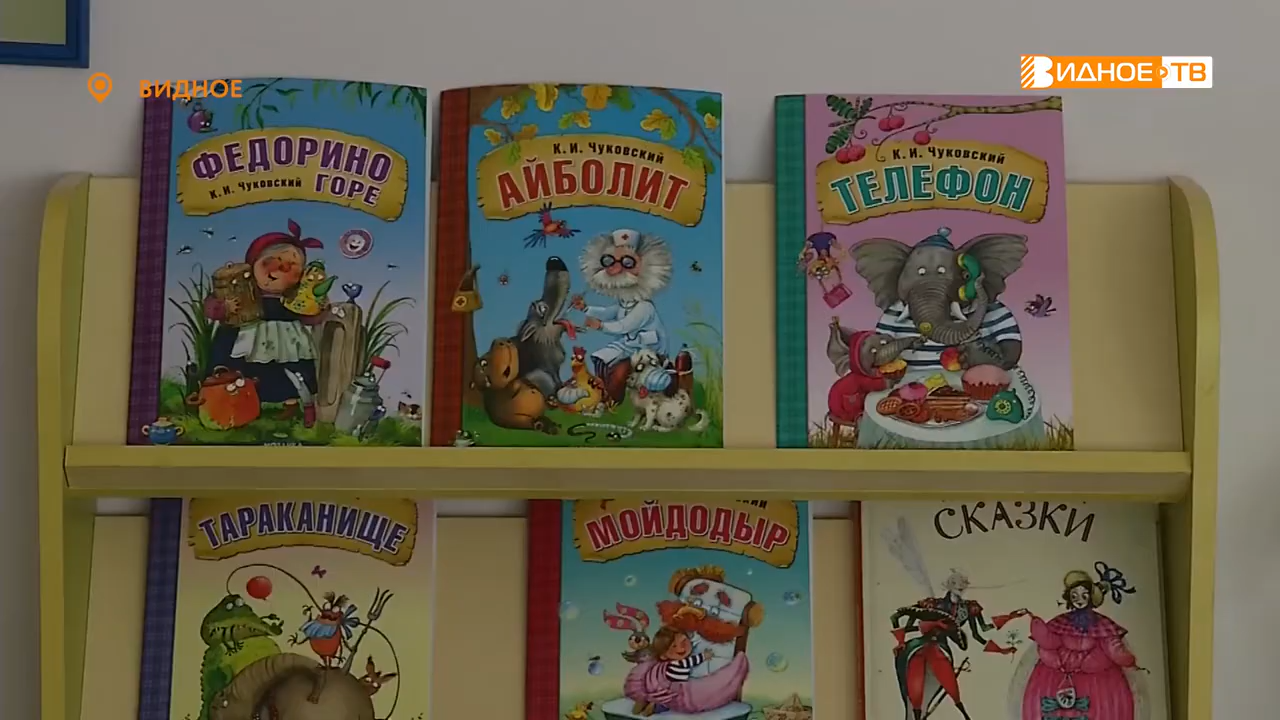 ВИДНОЕ
ВИДНОЕ ТВ
ФЕДОРИНО
К. И. Чуковский ГОРЕ
К. И. Чуковский
АЙБОЛИТ
К. И. Чуковский
ТЕЛЕФОН
ТАРАКАНИЩЕ
МОЙДОДЫР
СКАЗКИ